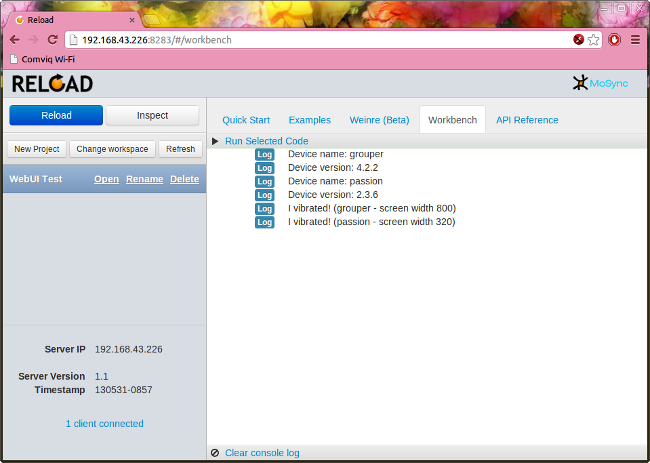 Reload
192.168.43.226:8283/#/workbench
Comviq Wi-Fi
RELOAD
MoSync
Reload Inspect
Quick Start Examples Weinre (Beta) Workbench API Reference
New Project Change workspace Refresh
Run Selected Code
WebUI Test Open Rename Delete
Log Device name: grouper
Log Device version: 4.2.2
Log Device name: passion
Log Device version: 2.3.6
Log I vibrated! (grouper - screen width 800)
Log I vibrated! (passion - screen width 320)
Server IP 192.168.43.226
Server Version 1.1
Timestamp 130531-0857
1 client connected
Clear console log